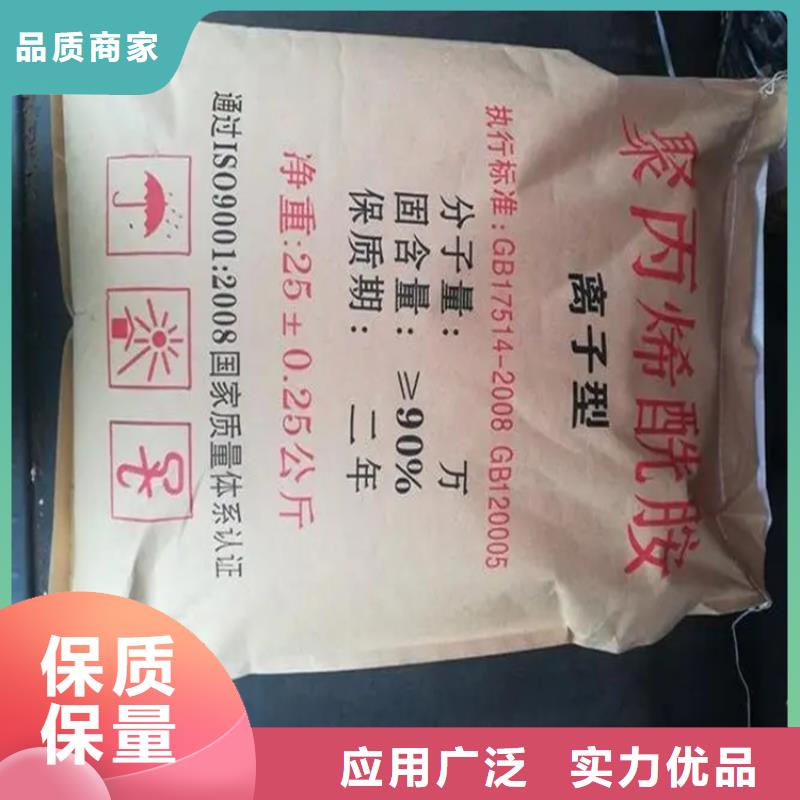 品质商家
聚丙烯酰胺
离子型
执行标准:GB17514-2008 GB120005
分子量: 万
固含量: ≥90%
保质期: 二年
净重:25±0.25公斤
通过ISO9001:2008国家质量体系认证
保质
保量
应用广泛 实力优品